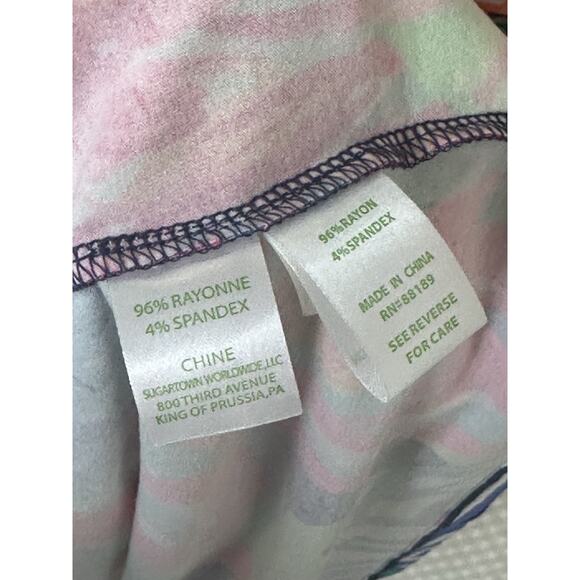 96% RAYONNE
4% SPANDEX
CHINE
SUGARTOWN WORLDWIDE, LLC
800 THIRD AVENUE
KING OF PRUSSIA, PA
96% RAYON
4% SPANDEX
MADE IN CHINA
RN=88189
SEE REVERSE
FOR CARE